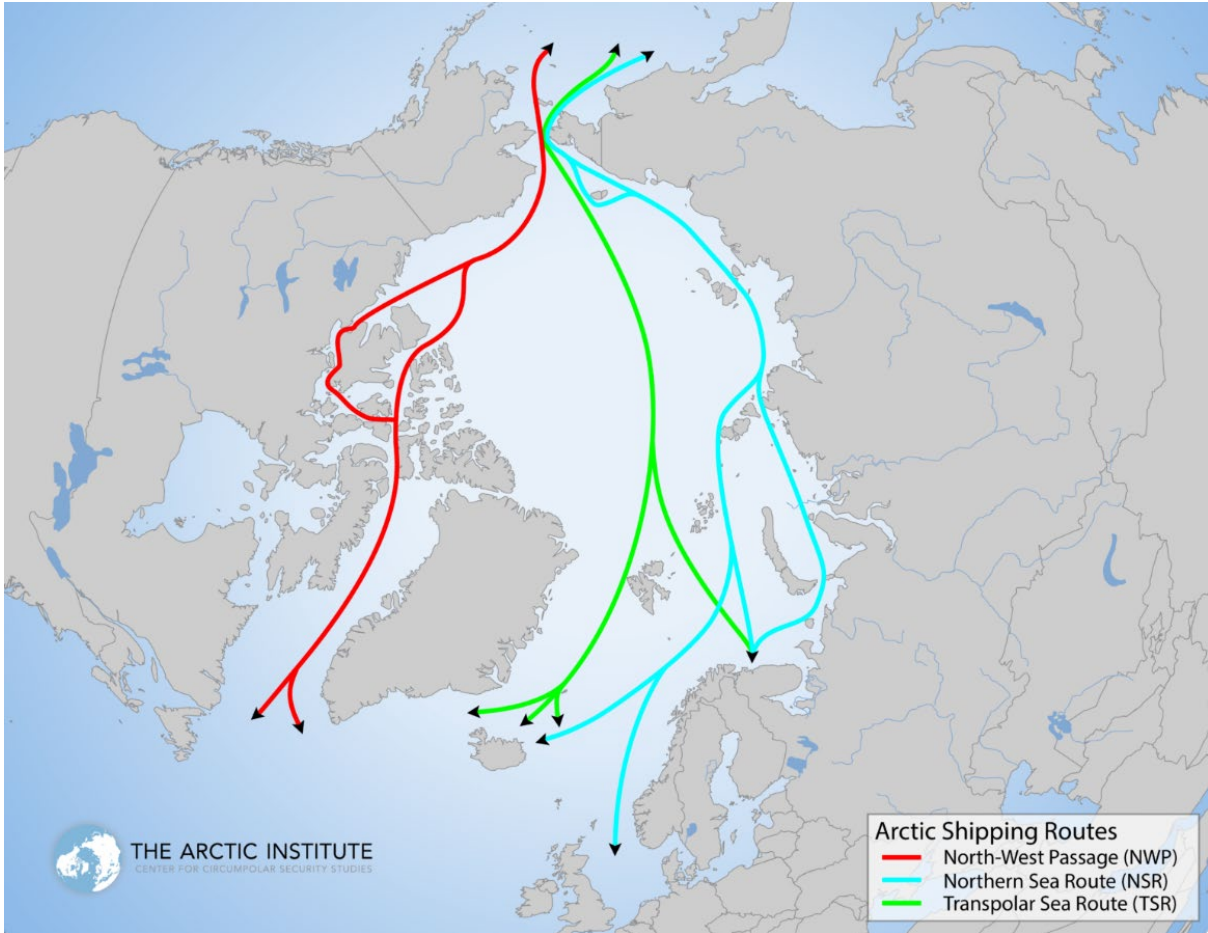 THE ARCTIC INSTITUTE
CENTER FOR CIRCUMPOLAR SECURITY STUDIES
Arctic Shipping Routes
North-West Passage (NWP)
Northern Sea Route (NSR)
Transpolar Sea Route (TSR)